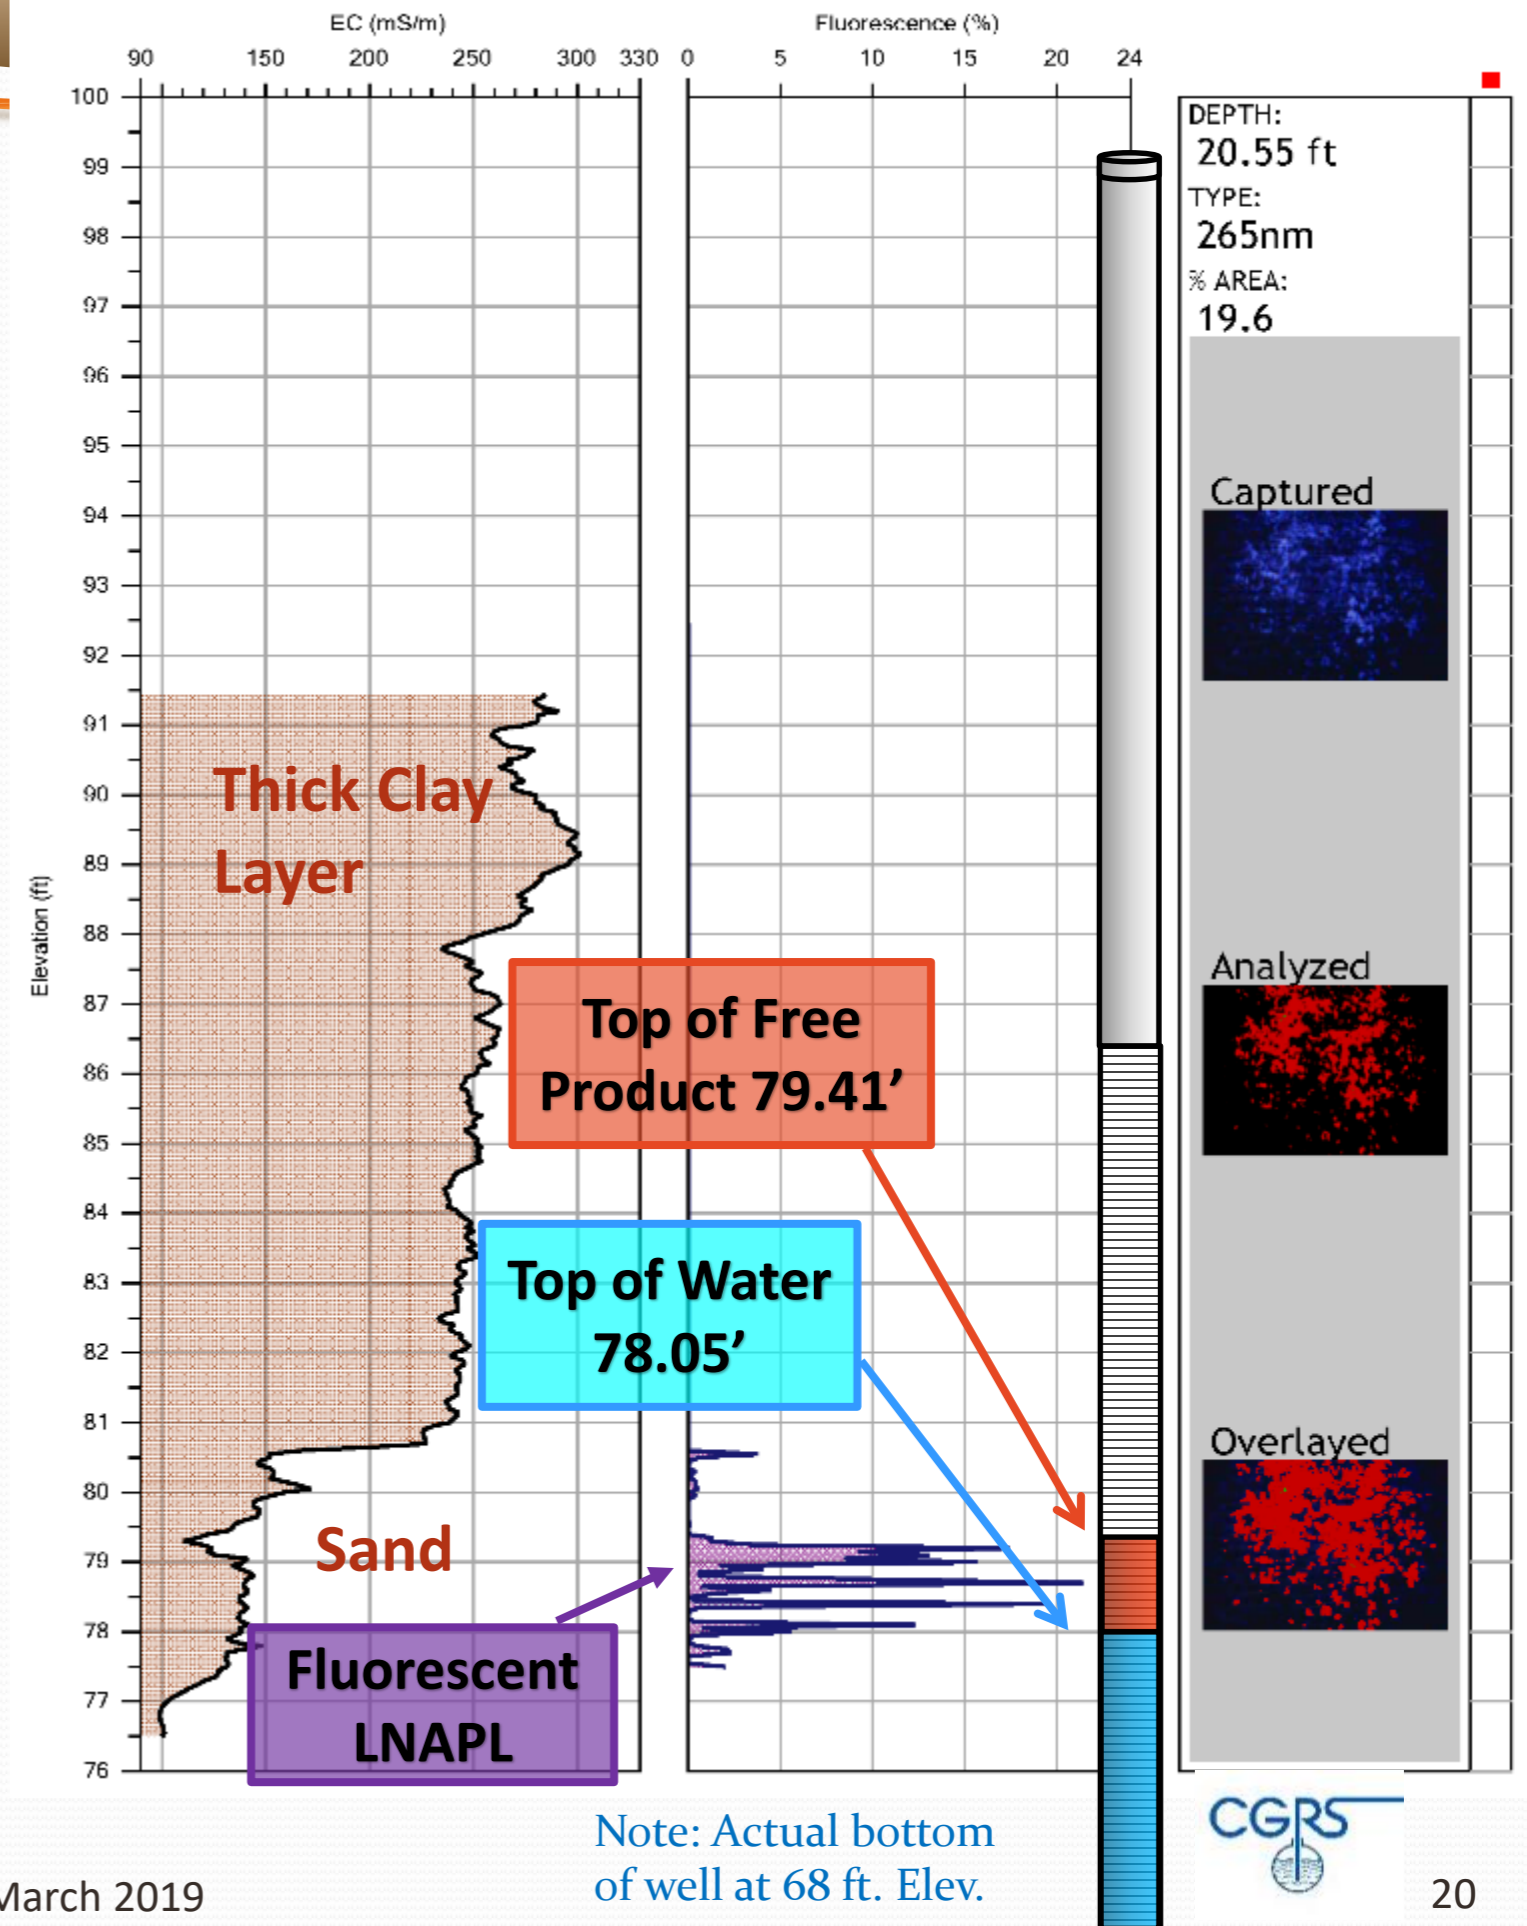 EC (mS/m)
Fluorescence (%)
90 150 200 250 300 330
0 5 10 15 20 24
100
99
98
97
96
95
94
93
92
91
90
89
88
87
86
85
84
83
82
81
80
79
78
77
76
Elevation (ft)
Thick Clay
Layer
Top of Free
Product 79.41’
Top of Water
78.05’
Sand
Fluorescent
LNAPL
DEPTH:
20.55 ft
TYPE:
265nm
% AREA:
19.6
Captured
Analyzed
Overlayed
CGRS
Note: Actual bottom
of well at 68 ft. Elev.
March 2019
20